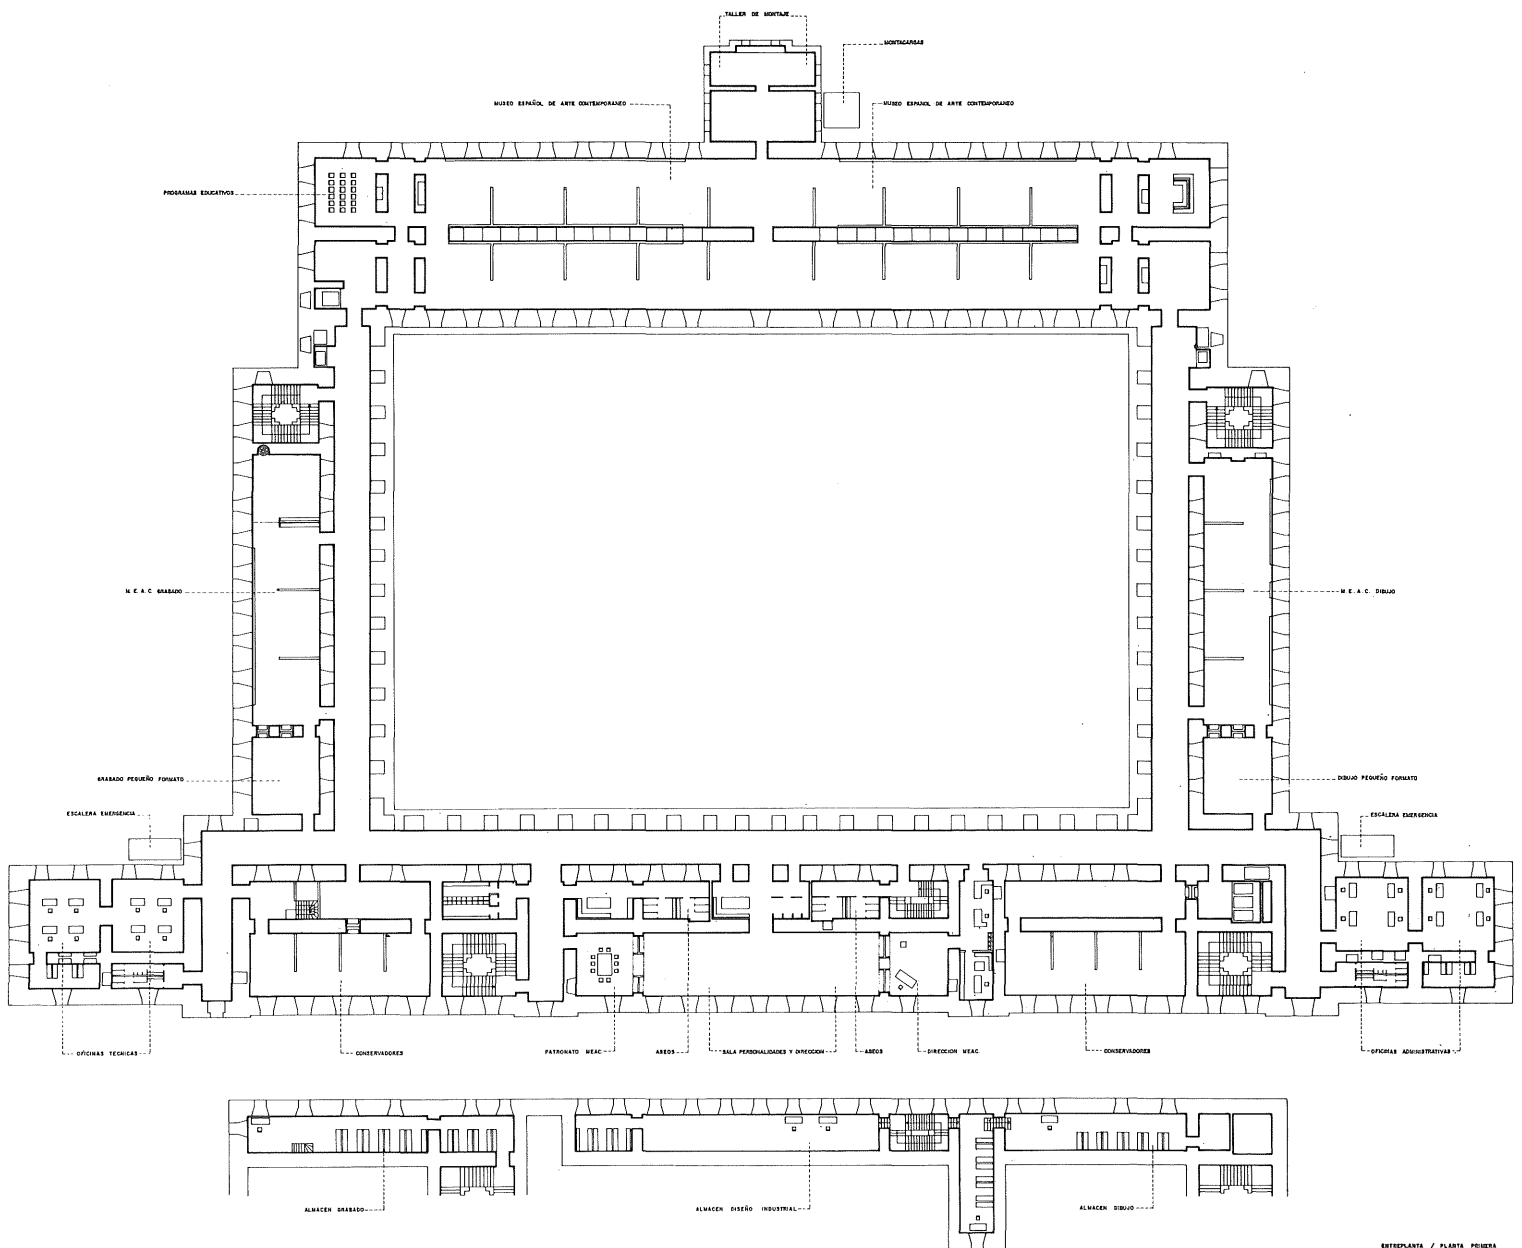 TALLER DE MONTAJE
MONTACARGAS
MUSEO ESPAÑOL DE ARTE CONTEMPORANEO
MUSEO ESPAÑOL DE ARTE CONTEMPORANEO
PROGRAMAS EDUCATIVOS
M. E. A. C. GRABADO
M. E. A. C. DIBUJO
GRABADO PEQUEÑO FORMATO
DIBUJO PEQUEÑO FORMATO
ESCALERA EMERGENCIA
ESCALERA EMERGENCIA
OFICINAS TECNICAS
CONSERVADORES
PATRONATO MEAC.
ASEOS
SALA PERSONALIDADES Y DIRECCION
ASEOS
DIRECCION MEAC.
CONSERVADORES
OFICINAS ADMINISTRATIVAS
ALMACEN GRABADO
ALMACEN DISEÑO INDUSTRIAL
ALMACEN DIBUJO
ENTREPLANTA / PLANTA PRIMERA